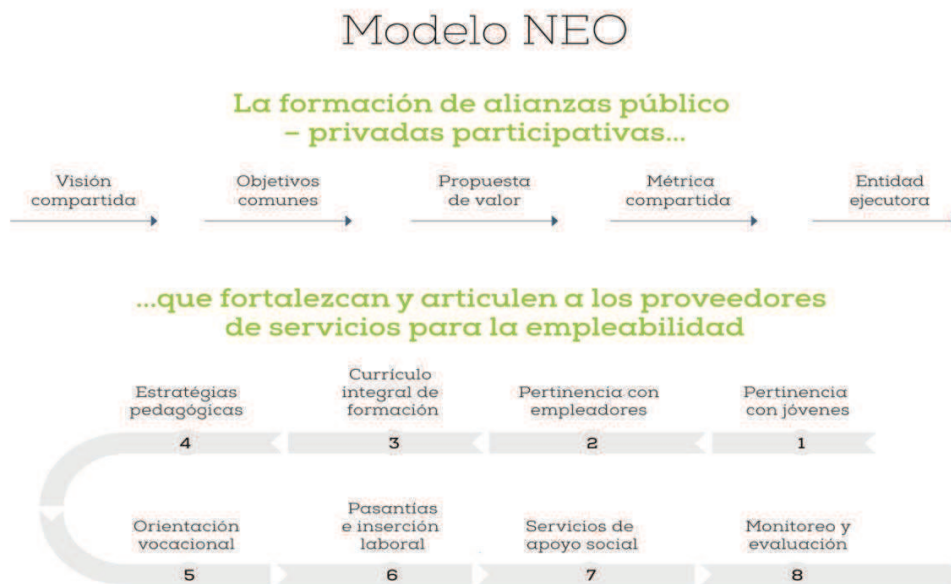 Modelo NEO
La formación de alianzas público
– privadas participativas...
Visión
compartida
Objetivos
comunes
Propuesta
de valor
Métrica
compartida
Entidad
ejecutora
...que fortalezcan y articulen a los proveedores
de servicios para la empleabilidad
Estratégias
pedagógicas
4
Currículo
integral de
formación
3
Pertinencia con
empleadores
2
Pertinencia
con jóvenes
1
Orientación
vocacional
5
Pasantías
e inserción
laboral
6
Servicios de
apoyo social
7
Monitoreo y
evaluación
8